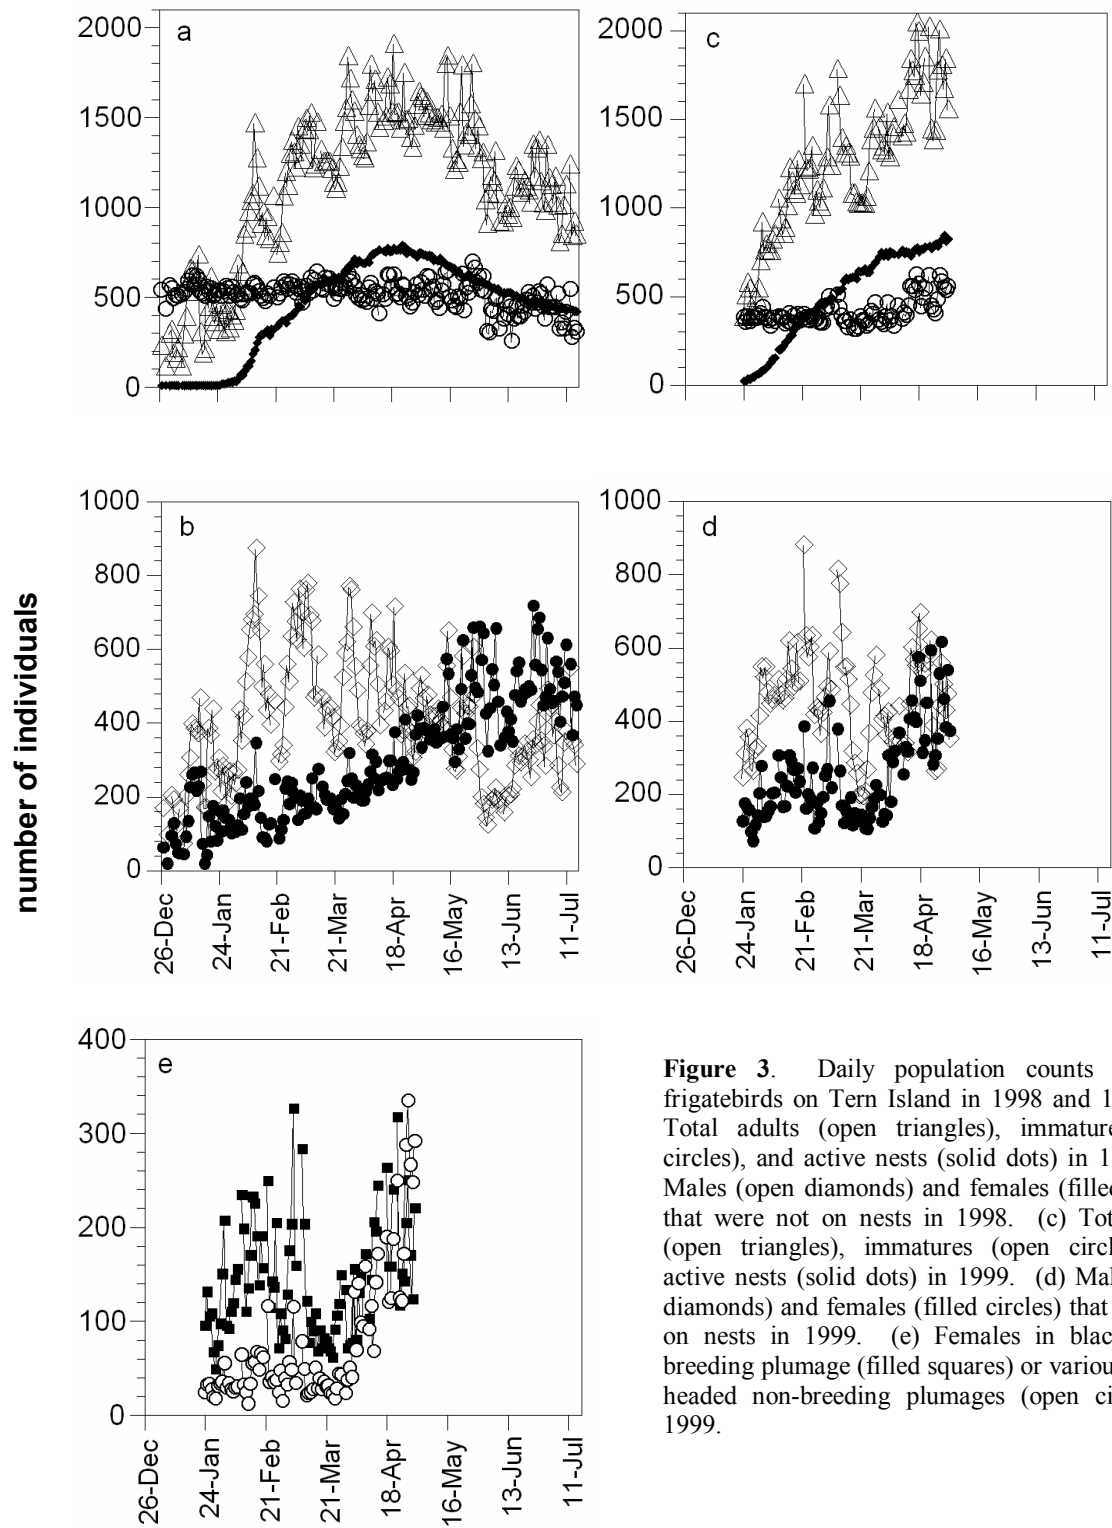 2000
1500
1000
500
0
a
2000
1500
1000
500
0
c
number of individuals
1000
800
600
400
200
0
b
26-Dec
24-Jan
21-Feb
21-Mar
18-Apr
16-May
13-Jun
11-Jul
1000
800
600
400
200
0
d
26-Dec
24-Jan
21-Feb
21-Mar
18-Apr
16-May
13-Jun
11-Jul
400
300
200
100
0
e
26-Dec
24-Jan
21-Feb
21-Mar
18-Apr
16-May
13-Jun
11-Jul
Figure 3. Daily population counts
frigatebirds on Tern Island in 1998 and 1
Total adults (open triangles), immature
circles), and active nests (solid dots) in 1
Males (open diamonds) and females (filled
that were not on nests in 1998. (c) Tot
(open triangles), immatures (open circl
active nests (solid dots) in 1999. (d) Mal
diamonds) and females (filled circles) that
on nests in 1999. (e) Females in blac
breeding plumage (filled squares) or variou
headed non-breeding plumages (open ci
1999.